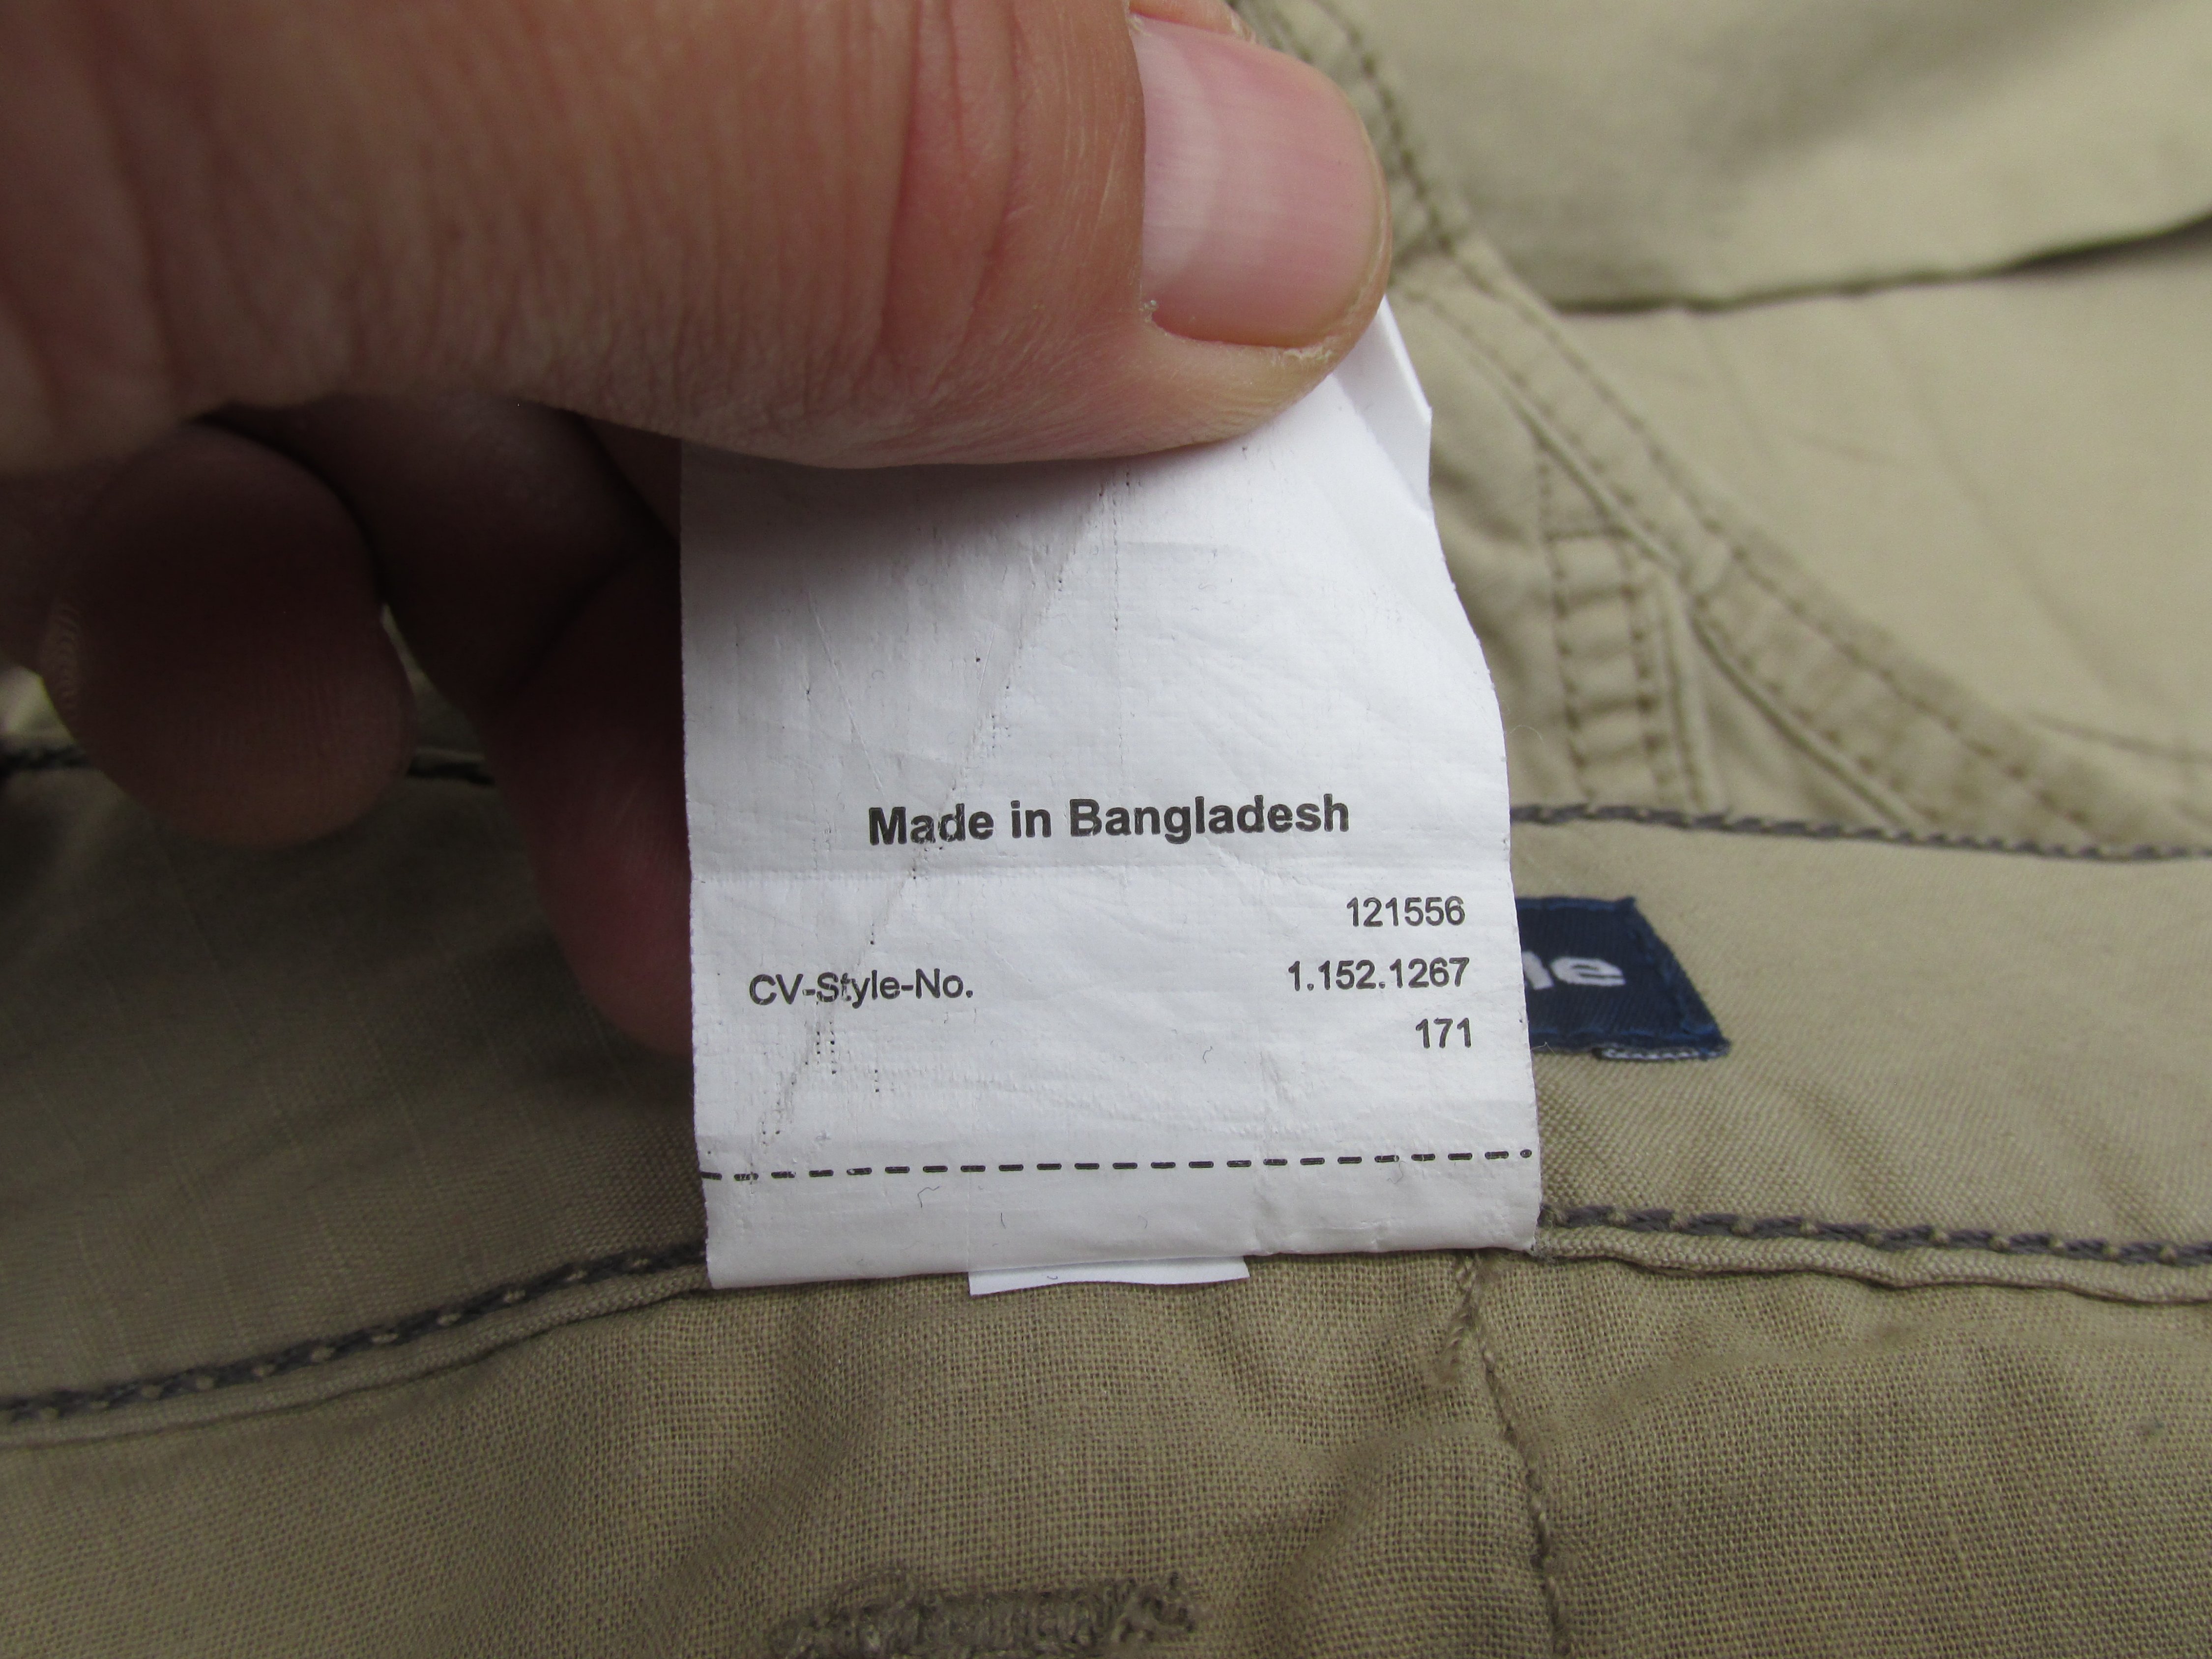 Made in Bangladesh
121556
CV-Style-No. 1.152.1267
171